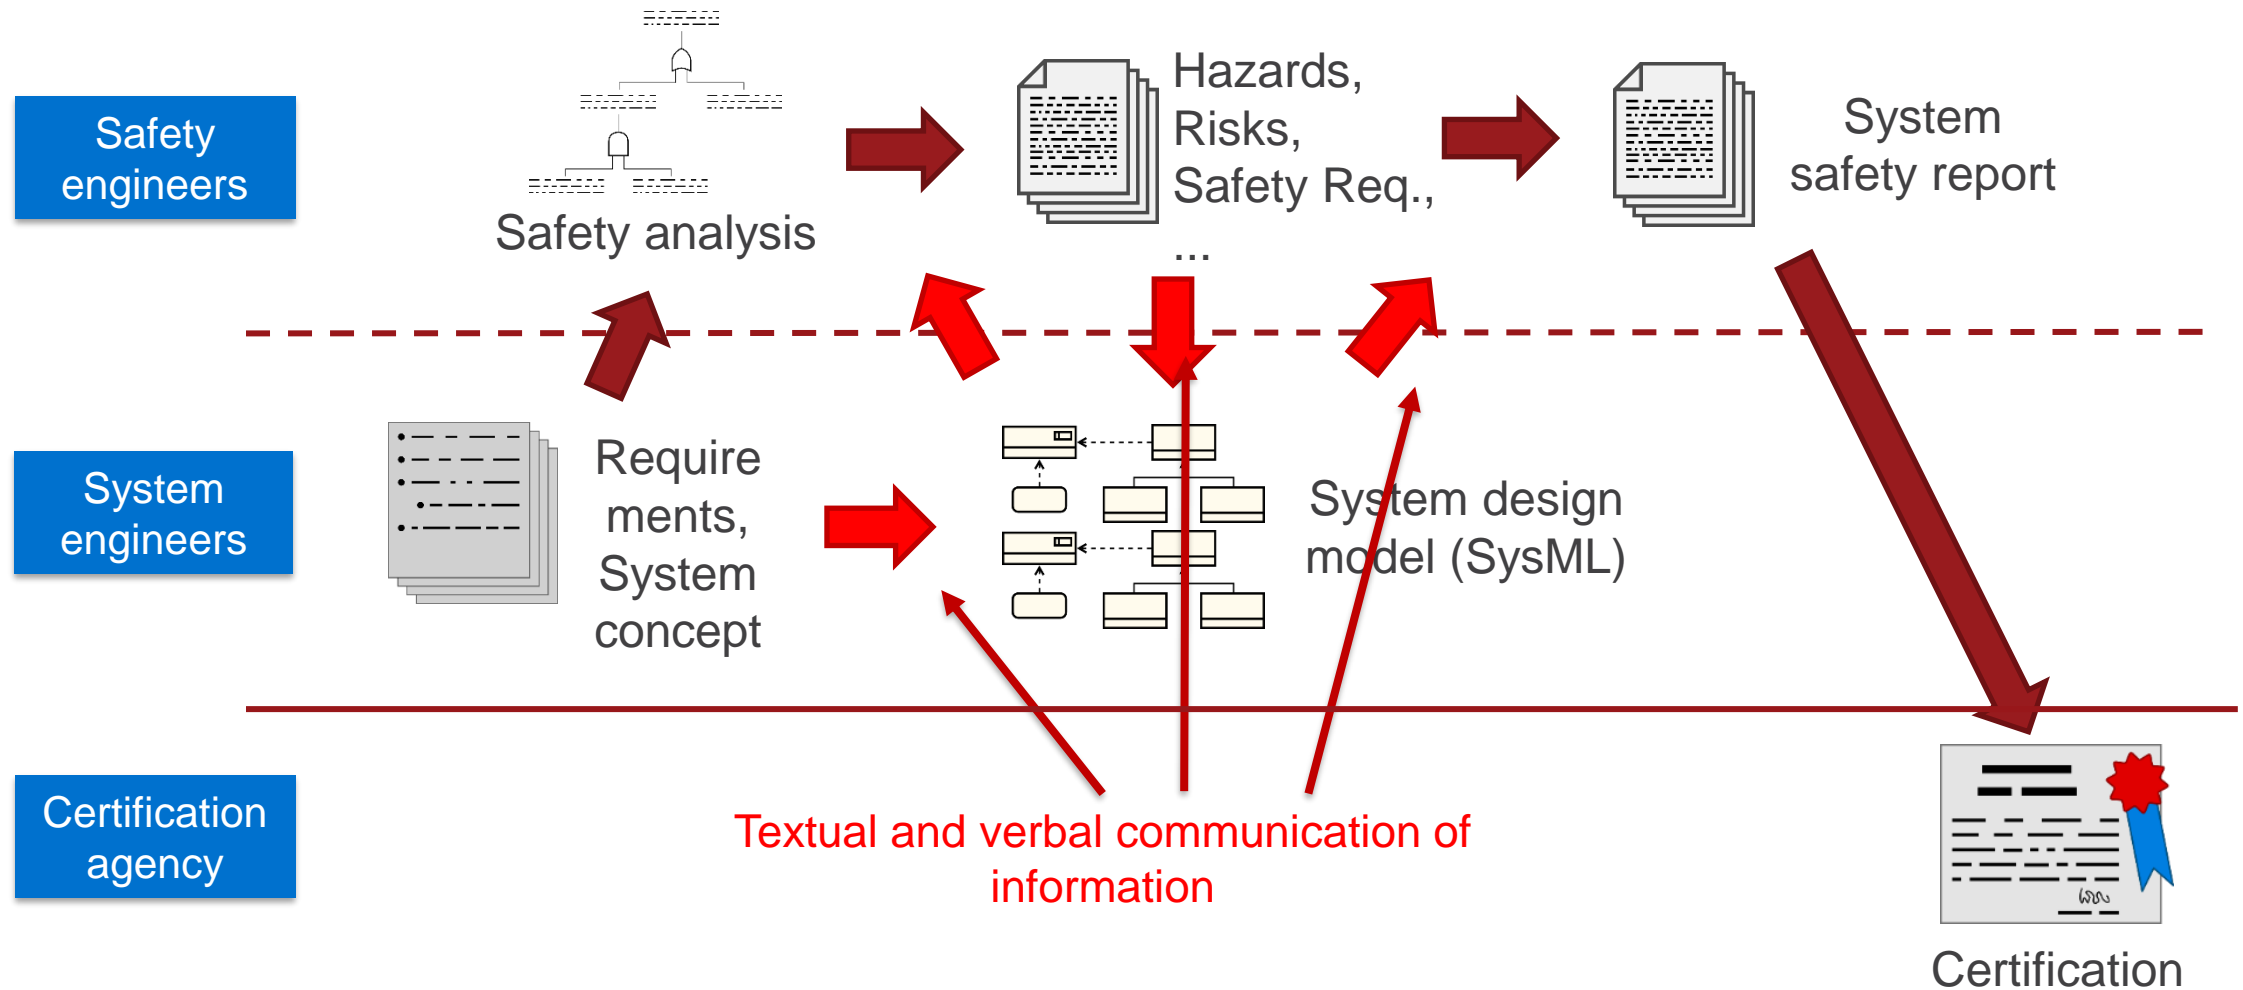 Safety
engineers
Safety analysis
Hazards,
Risks,
Safety Req.,
...
System
safety report
System
engineers
Require
ments,
System
concept
System design
model (SysML)
Certification
agency
Textual and verbal communication of
information
Certification